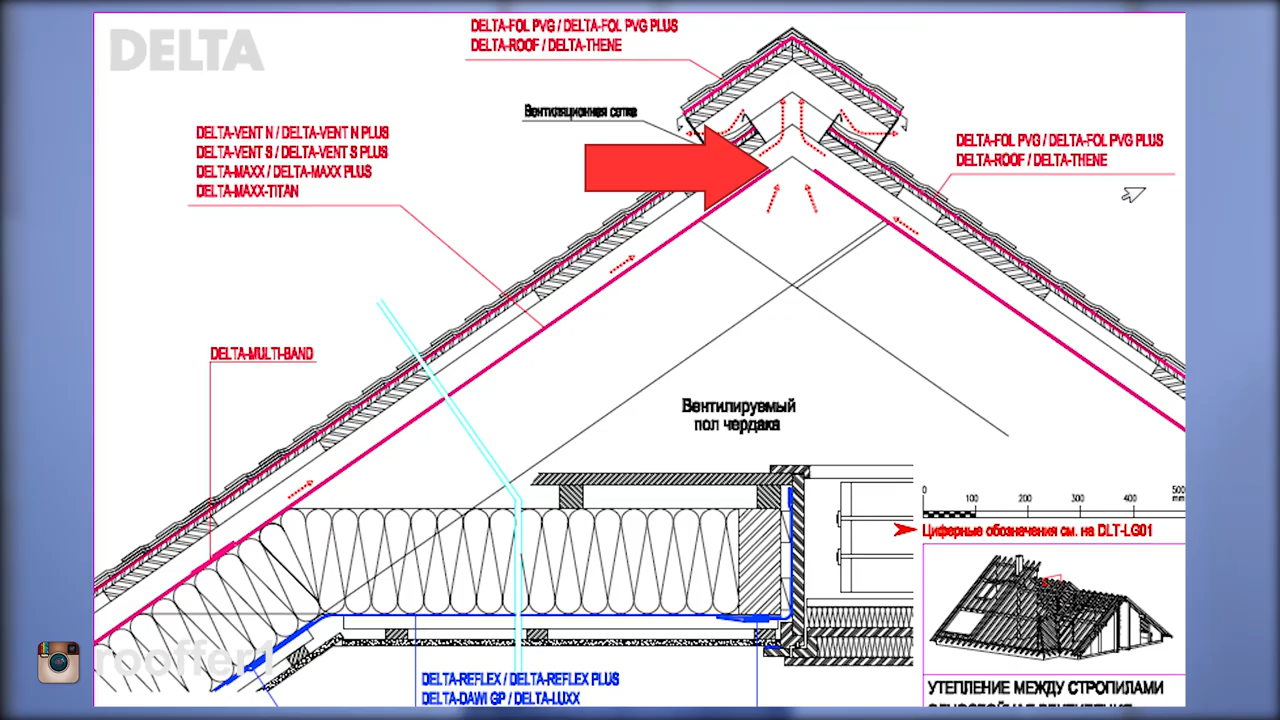 DELTA
DELTA-FOL PVG / DELTA-FOL PVG PLUS
DELTA-ROOF / DELTA-THENE
Вентиляционная сетка
DELTA-VENT N / DELTA-VENT N PLUS
DELTA-VENT S / DELTA-VENT S PLUS
DELTA-MAXX / DELTA-MAXX PLUS
DELTA-MAXX-TITAN
DELTA-FOL PVG / DELTA-FOL PVG PLUS
DELTA-ROOF / DELTA-THENE
DELTA-MULTI-BAND
Вентилируемый
пол чердака
0 100 200 300 400 500
mm
Циферные обозначения см. на DLT-LG01
rooffer1
DELTA-REFLEX / DELTA-REFLEX PLUS
DELTA-DAWI GP / DELTA-LUXX
УТЕПЛЕНИЕ МЕЖДУ СТРОПИЛАМИ